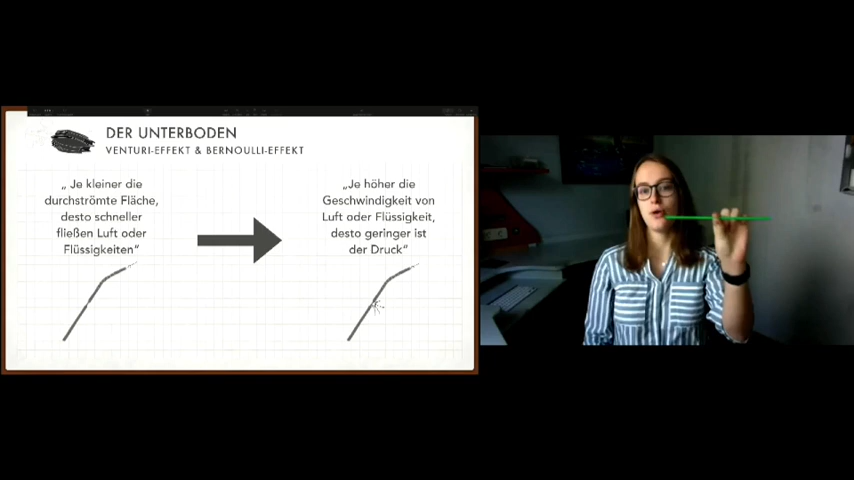 DER UNTERBODEN
VENTURI-EFFEKT & BERNOULLI-EFFEKT
„ Je kleiner die
durchströmte Fläche,
desto schneller
fließen Luft oder
Flüssigkeiten“
„Je höher die
Geschwindigkeit von
Luft oder Flüssigkeit,
desto geringer ist
der Druck“